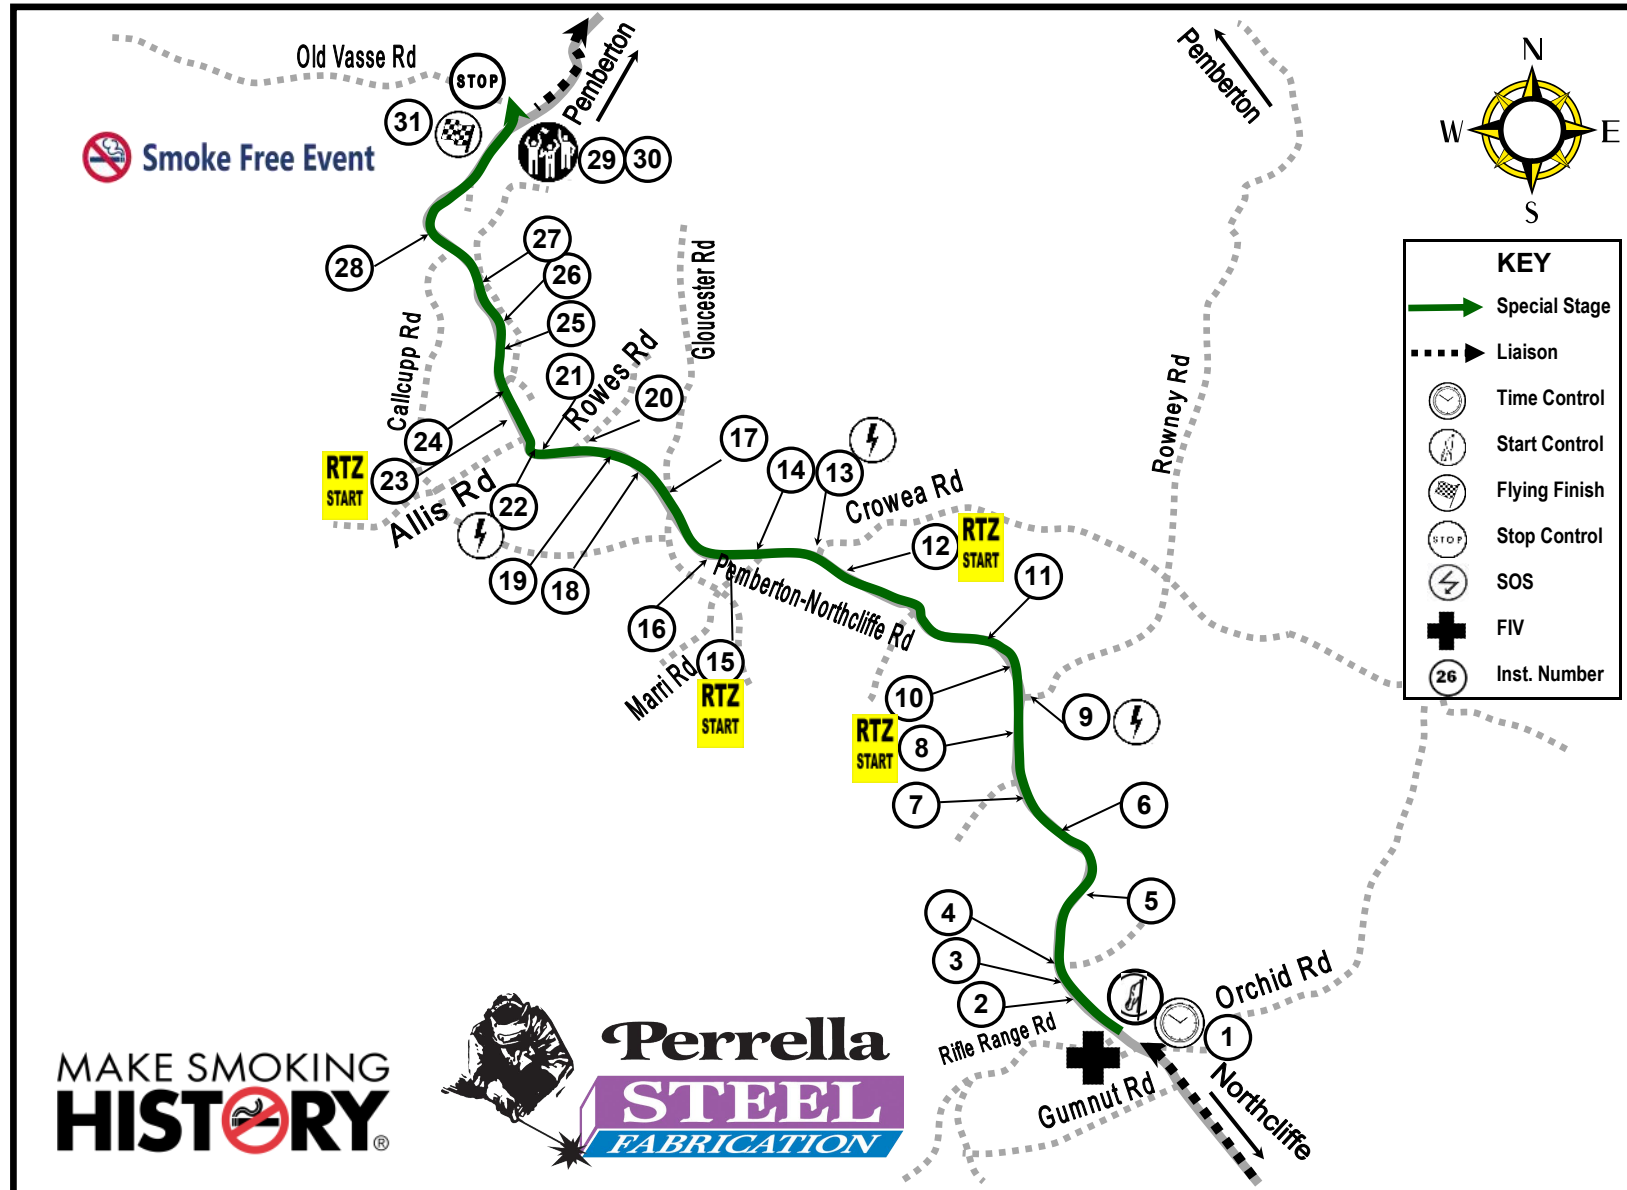 Old Vasse Rd
STOP
Pemberton
Pemberton
N
W
E
S
31
29
30
Smoke Free Event
28
27
26
25
Callcupp Rd
Gloucester Rd
Rowes Rd
21
20
24
23
RTZ
START
Allis Rd
22
19
18
17
14
13
Crowea Rd
12
RTZ
START
11
Pemberton-Northcliffe Rd
16
15
RTZ
START
Marri Rd
10
9
8
RTZ
START
7
6
Rowney Rd
5
4
3
2
Rifle Range Rd
1
Orchid Rd
Gumnut Rd
Northcliffe
KEY
Special Stage
Liaison
Time Control
Start Control
Flying Finish
STOP
Stop Control
SOS
FIV
26
Inst. Number
MAKE SMOKING
HISTORY®
Perrella
STEEL
FABRICATION